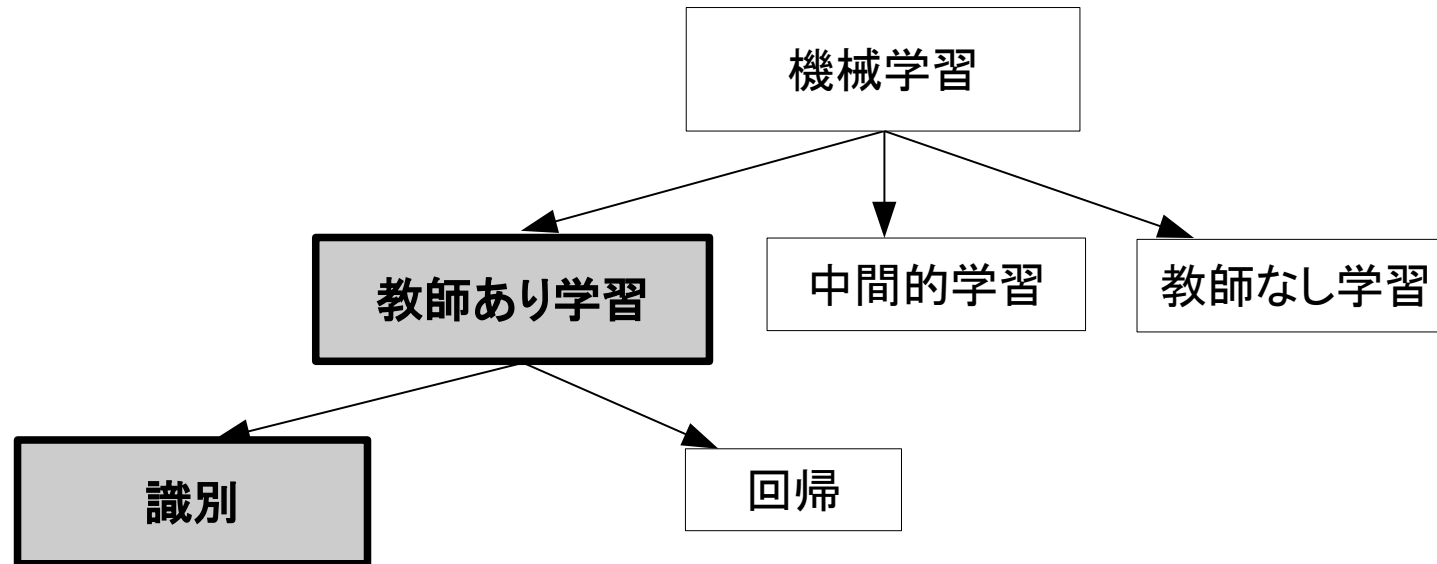 機械学習
教師あり学習
中間的学習
教師なし学習
識別
回帰